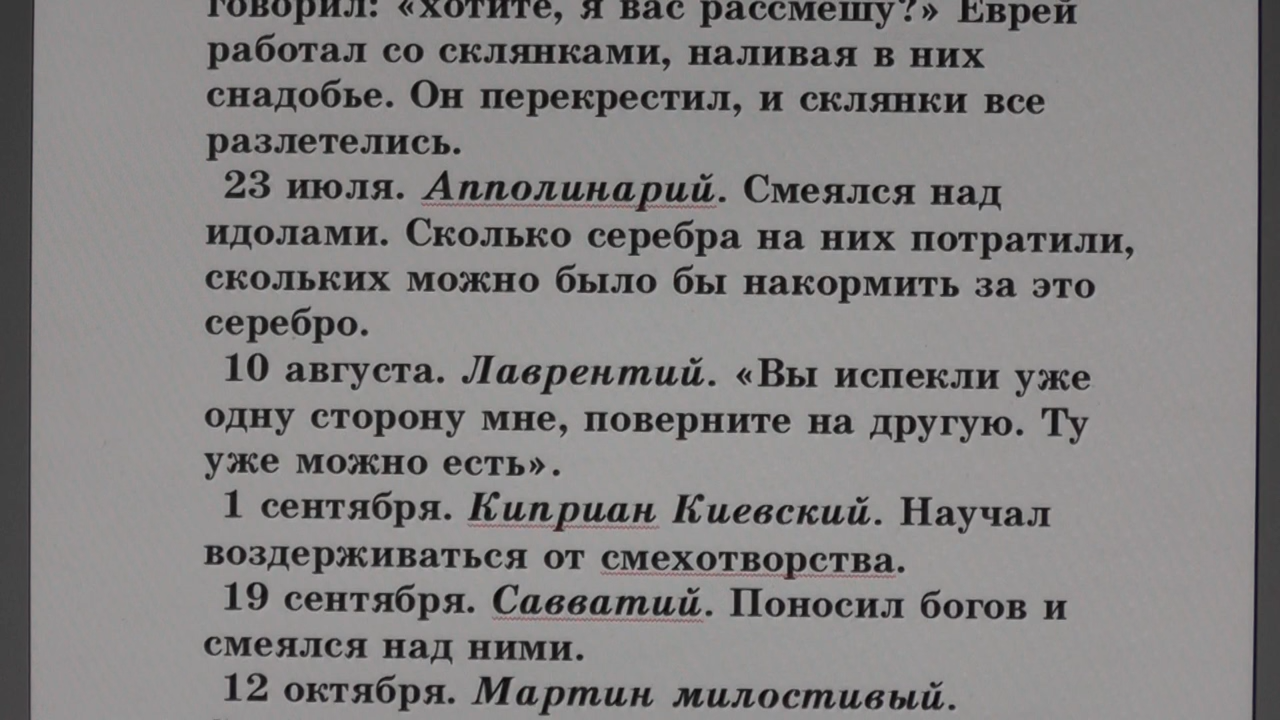 говорил: «хотите, я вас рассмешу?» Еврей
работал со склянками, наливая в них
снадобье. Он перекрестил, и склянки все
разлетелись.
23 июля. Апполинарий. Смеялся над
идолами. Сколько серебра на них потратили,
скольких можно было бы накормить за это
серебро.
10 августа. Лаврентий. «Вы испекли уже
одну сторону мне, поверните на другую. Ту
уже можно есть».
1 сентября. Киприан Киевский. Научал
воздерживаться от смехотворства.
19 сентября. Савватий. Поносил богов и
смеялся над ними.
12 октября. Мартин милостивый.